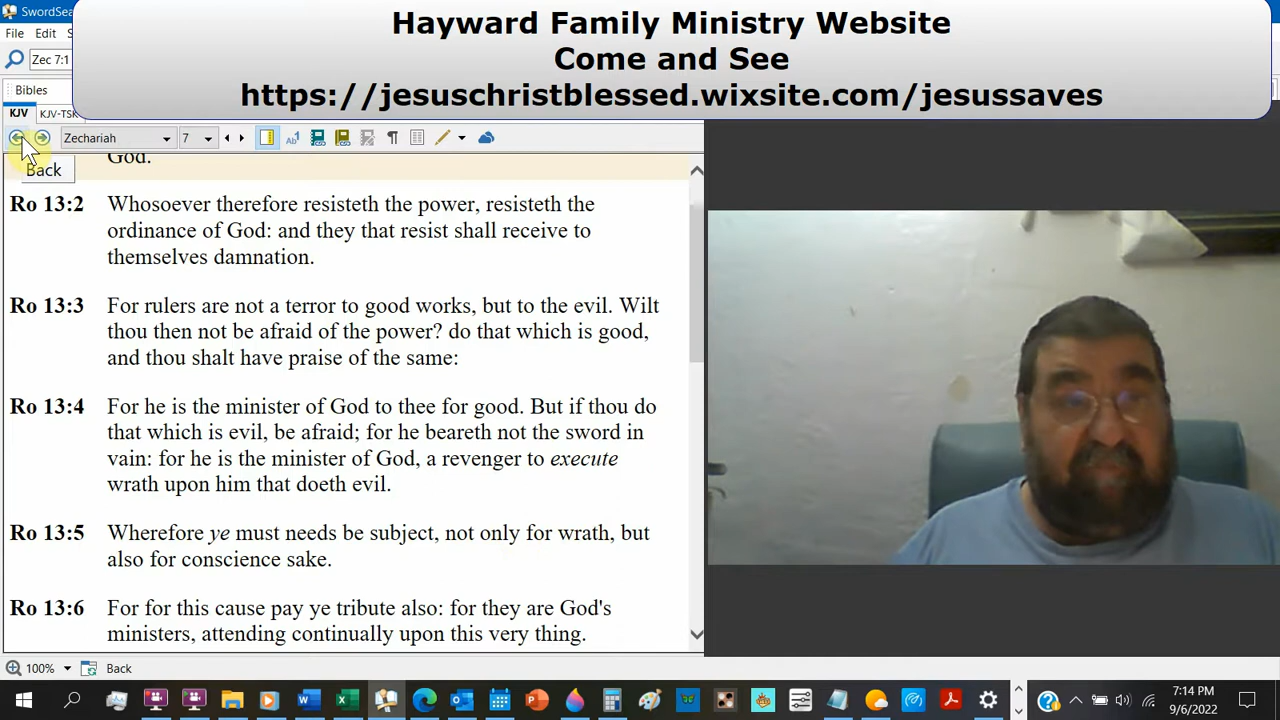 SwordSea
Hayward Family Ministry Website
Come and See
https://jesuschristblessed.wixsite.com/jesussaves
File Edit S
Zec 7:1
Bibles
KJV KJV-TSK
Zechariah 7
Back
God.
Ro 13:2 Whosoever therefore resisteth the power, resisteth the
ordinance of God: and they that resist shall receive to
themselves damnation.
Ro 13:3 For rulers are not a terror to good works, but to the evil. Wilt
thou then not be afraid of the power? do that which is good,
and thou shalt have praise of the same:
Ro 13:4 For he is the minister of God to thee for good. But if thou do
that which is evil, be afraid; for he beareth not the sword in
vain: for he is the minister of God, a revenger to execute
wrath upon him that doeth evil.
Ro 13:5 Wherefore ye must needs be subject, not only for wrath, but
also for conscience sake.
Ro 13:6 For for this cause pay ye tribute also: for they are God's
ministers, attending continually upon this very thing.
100% Back
7:14 PM
9/6/2022